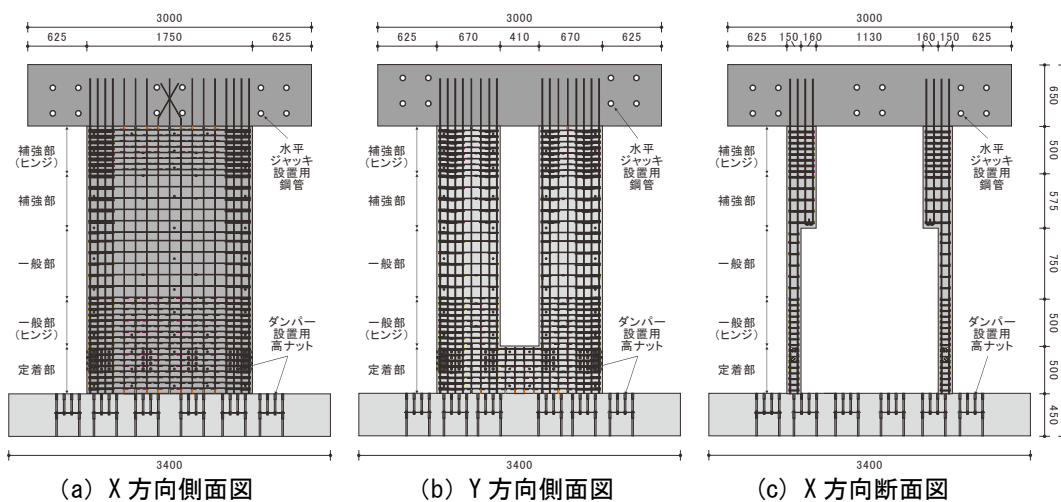 3000
625 1750 625
補強部
(ヒンジ)
補強部
一般部
一般部
(ヒンジ)
定着部
水平
ジャッキ
設置用
鋼管
ダンパー
設置用
高ナット
3400
(a) X 方向側面図
3000
625 670 410 670 625
補強部
(ヒンジ)
補強部
一般部
一般部
(ヒンジ)
定着部
水平
ジャッキ
設置用
鋼管
ダンパー
設置用
高ナット
3400
(b) Y 方向側面図
3000
625 150 160 1130 160 150 625
補強部
(ヒンジ)
補強部
一般部
一般部
(ヒンジ)
定着部
水平
ジャッキ
設置用
鋼管
ダンパー
設置用
高ナット
650
500
575
750
500
500
450
3400
(c) X 方向断面図